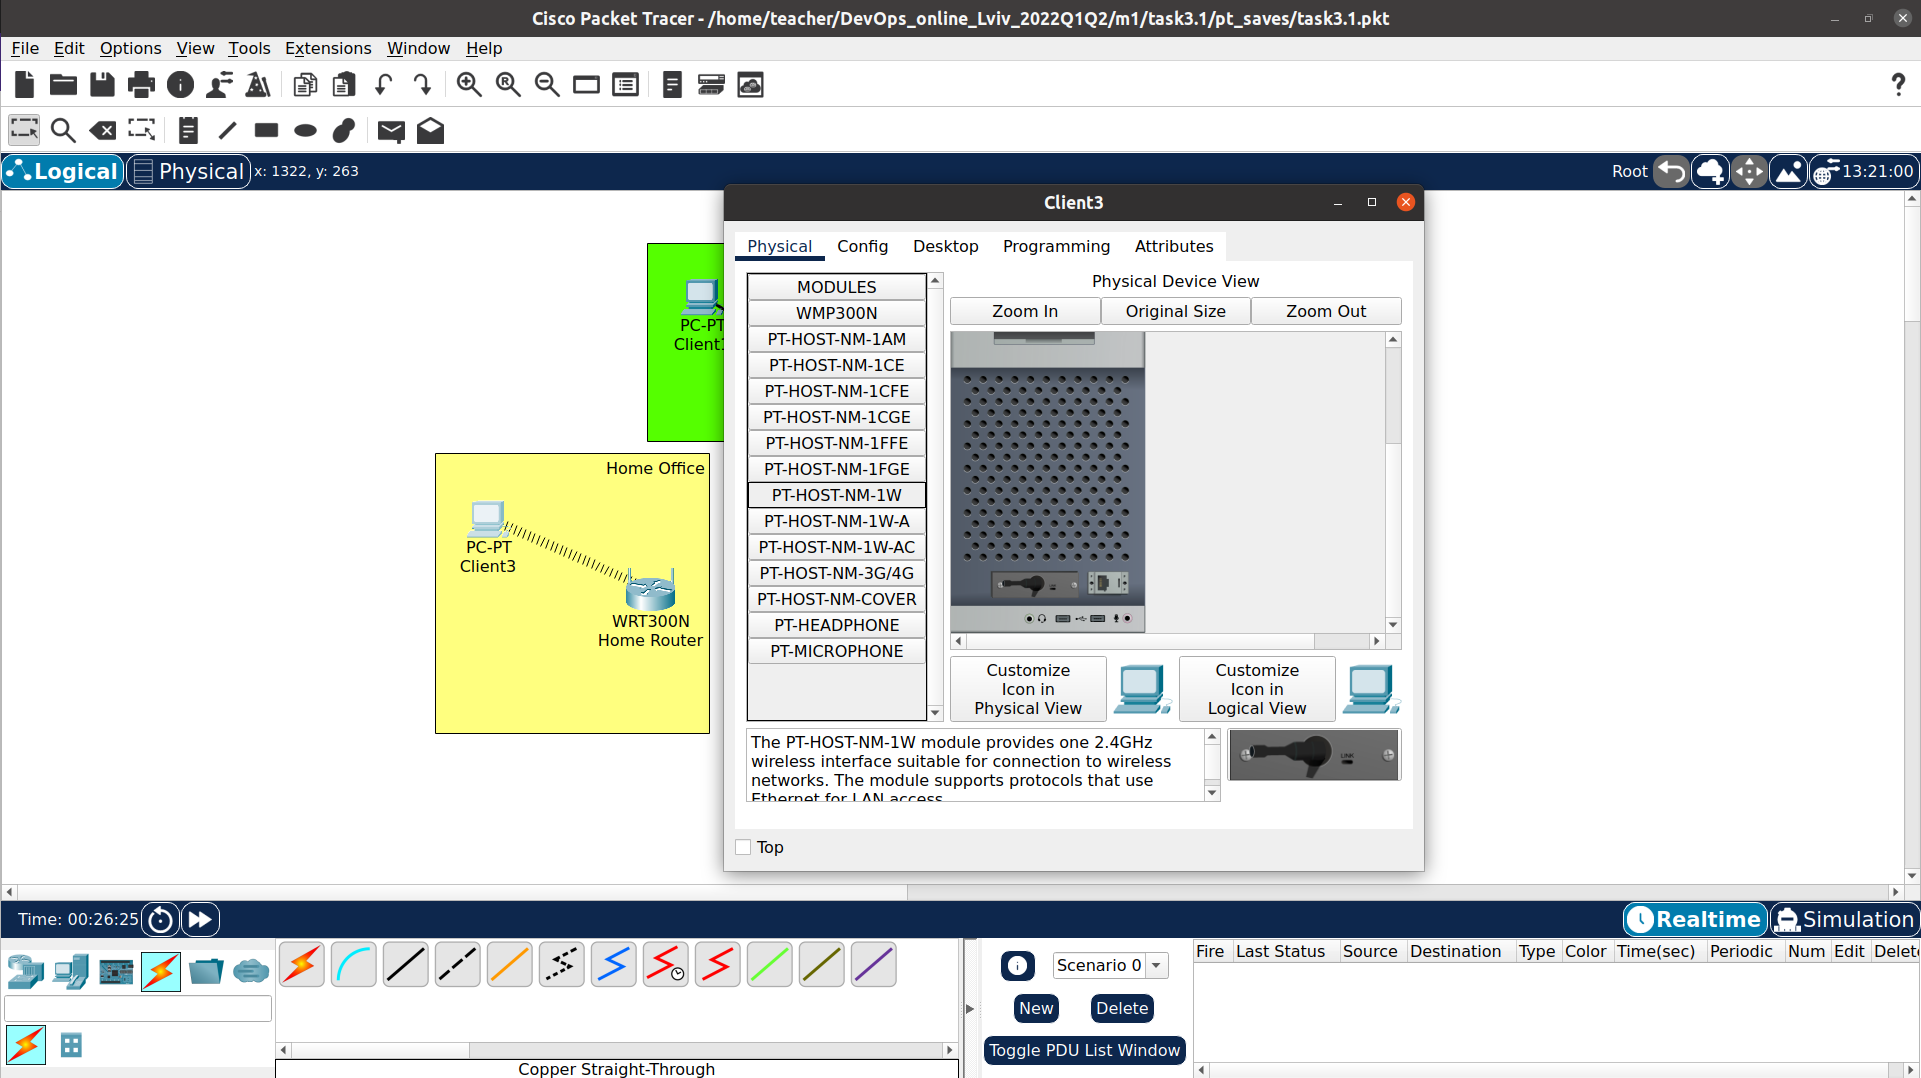 Cisco Packet Tracer - /home/teacher/DevOps_online_Lviv_2022Q1Q2/m1/task3.1/pt_saves/task3.1.pkt
File Edit Options View Tools Extensions Window Help
Logical Physical x: 1322, y: 263 Root 13:21:00
PC-PT
Client
Home Office
PC-PT
Client3
WRT300N
Home Router
Client3
Physical Config Desktop Programming Attributes
MODULES
WMP300N
PT-HOST-NM-1AM
PT-HOST-NM-1CE
PT-HOST-NM-1CFE
PT-HOST-NM-1CGE
PT-HOST-NM-1FFE
PT-HOST-NM-1FGE
PT-HOST-NM-1W
PT-HOST-NM-1W-A
PT-HOST-NM-1W-AC
PT-HOST-NM-3G/4G
PT-HOST-NM-COVER
PT-HEADPHONE
PT-MICROPHONE
Physical Device View
Zoom In Original Size Zoom Out
Customize
Icon in
Physical View
Customize
Icon in
Logical View
The PT-HOST-NM-1W module provides one 2.4GHz
wireless interface suitable for connection to wireless
networks. The module supports protocols that use
Ethernet for LAN access.
LINK
Top
Time: 00:26:25 Realtime Simulation
Scenario 0
New Delete
Toggle PDU List Window
Fire Last Status Source Destination Type Color Time(sec) Periodic Num Edit Delete
Copper Straight-Through